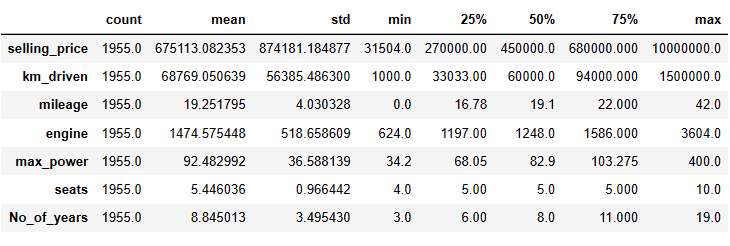 count mean std min 25% 50% 75% max
selling_price 1955.0 675113.082353 874181.184877 31504.0 270000.00 450000.0 680000.000 10000000.0
km_driven 1955.0 68769.050639 56385.486300 1000.0 33033.00 60000.0 94000.000 1500000.0
mileage 1955.0 19.251795 4.030328 0.0 16.78 19.1 22.000 42.0
engine 1955.0 1474.575448 518.658609 624.0 1197.00 1248.0 1586.000 3604.0
max_power 1955.0 92.482992 36.588139 34.2 68.05 82.9 103.275 400.0
seats 1955.0 5.446036 0.966442 4.0 5.00 5.0 5.000 10.0
No_of_years 1955.0 8.845013 3.495430 3.0 6.00 8.0 11.000 19.0